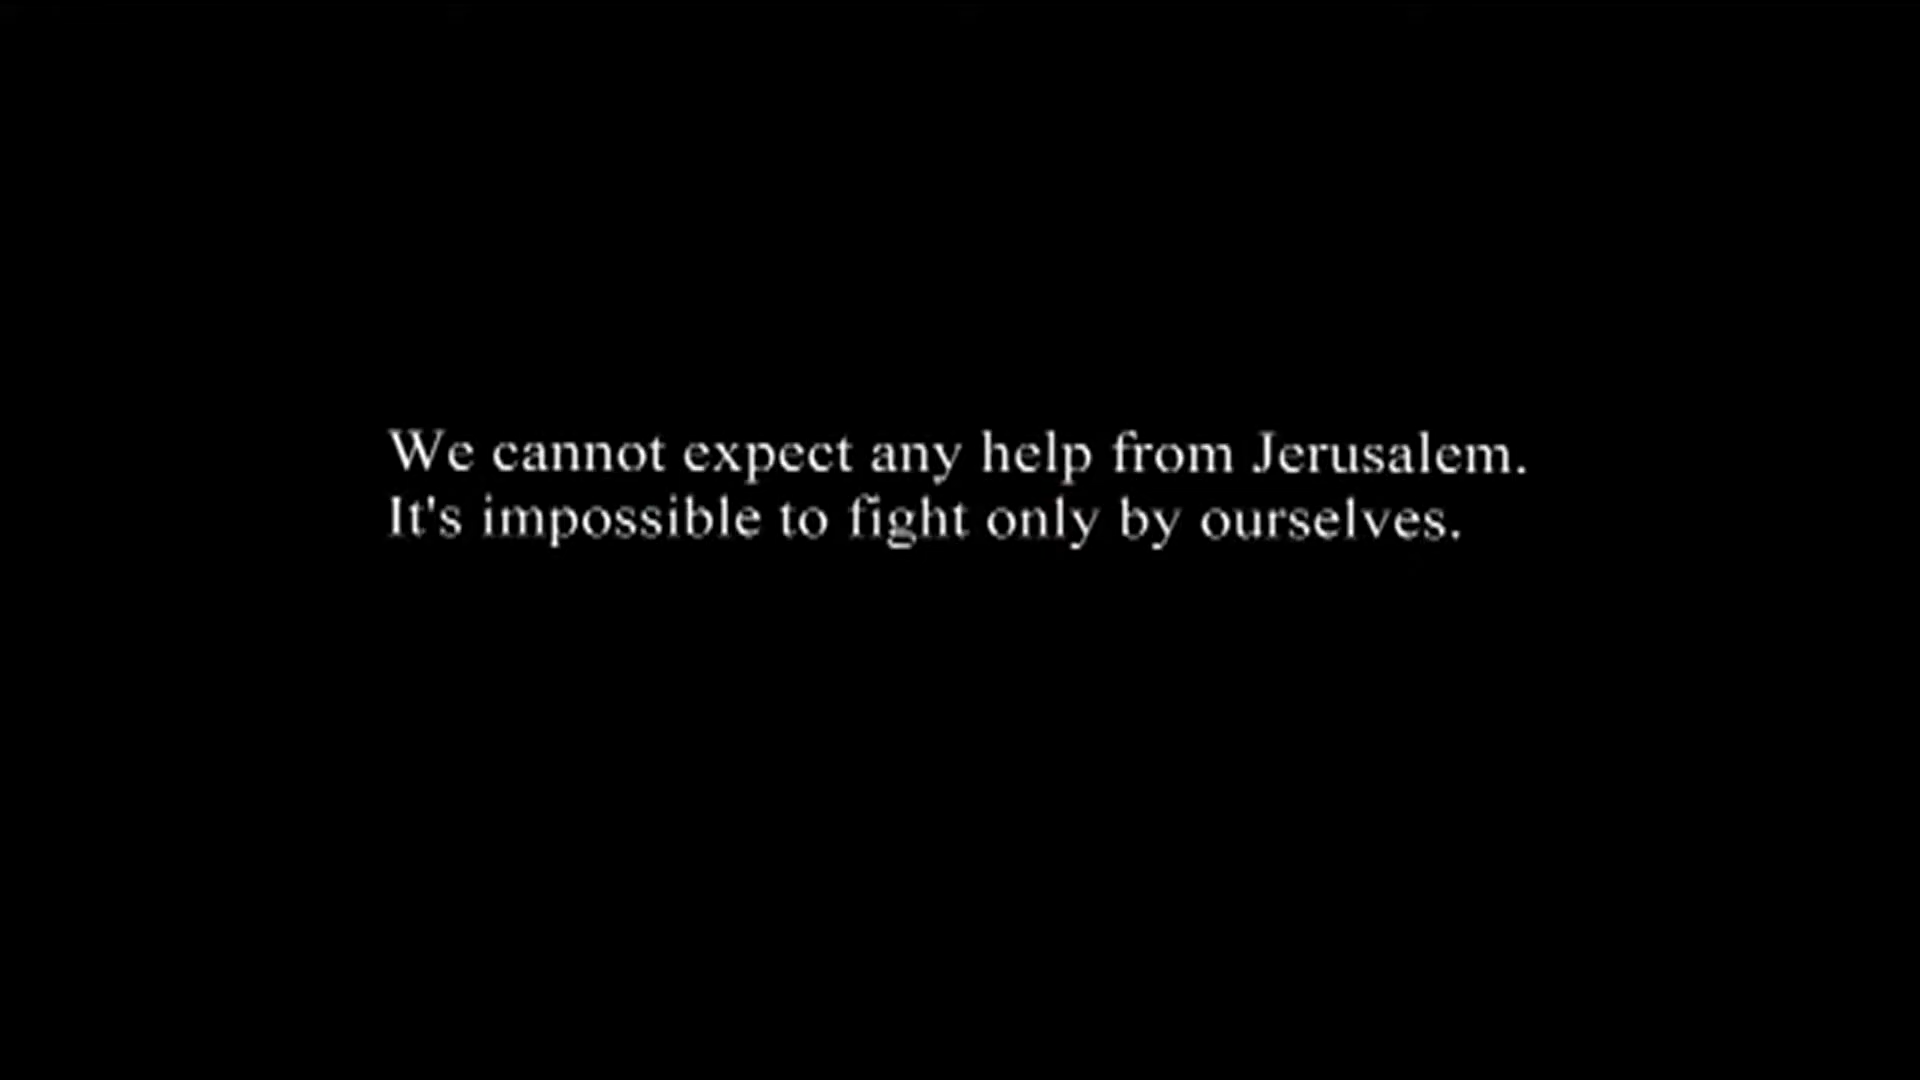 We cannot expect any help from Jerusalem.
It's impossible to fight only by ourselves.